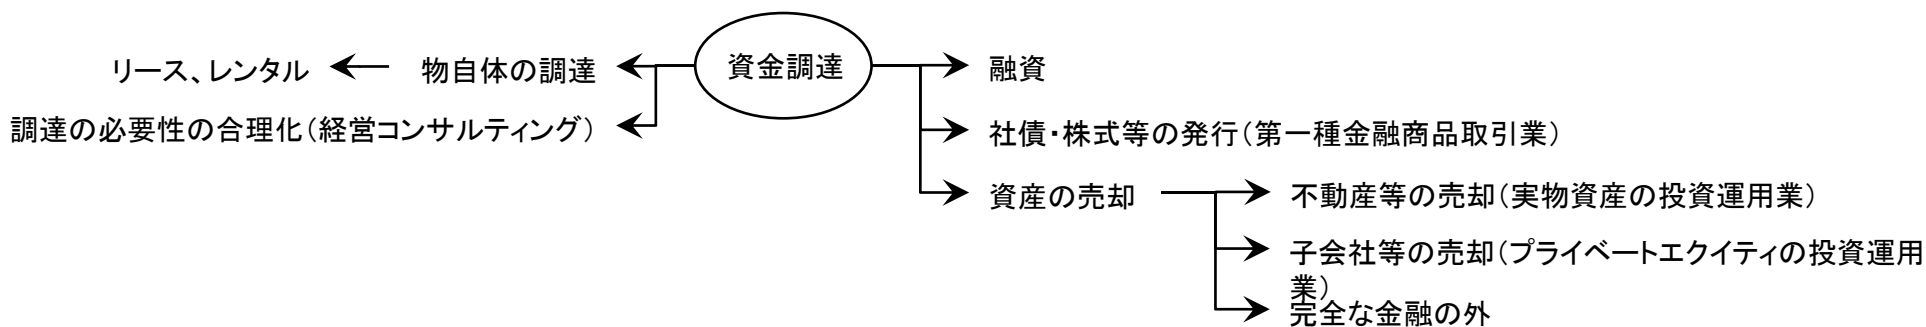 資金調達
リース、レンタル
物自体の調達
調達の必要性の合理化（経営コンサルティング）
融資
社債・株式等の発行（第一種金融商品取引業）
資産の売却
不動産等の売却（実物資産の投資運用業）
子会社等の売却（プライベートエクイティの投資運用
業）
完全な金融の外